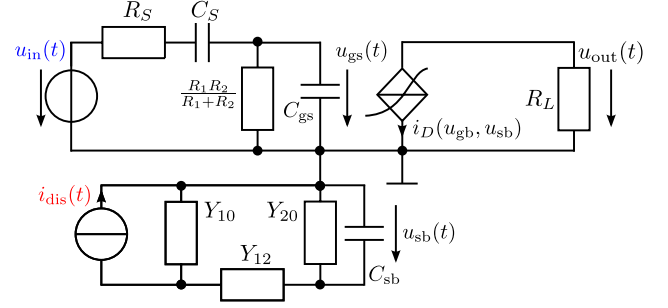 R_S
C_S
u_in(t)
R_1R_2
R_1+R_2
C_gs
u_gs(t)
i_D(u_gb, u_sb)
R_L
u_out(t)
i_dis(t)
Y_10
Y_20
Y_12
C_sb
u_sb(t)